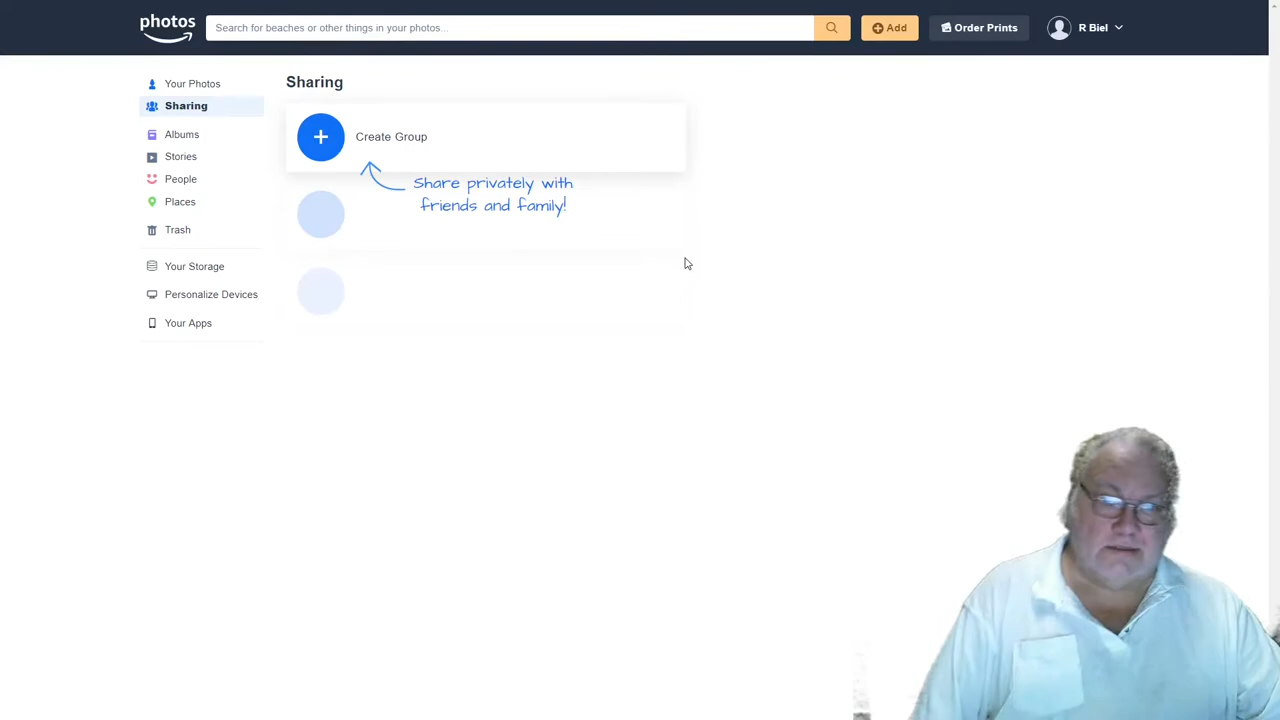 photos
Search for beaches or other things in your photos...
Add
Order Prints
R Biel
Your Photos
Sharing
Albums
Stories
People
Places
Trash
Your Storage
Personalize Devices
Your Apps
Sharing
Create Group
Share privately with
friends and family!